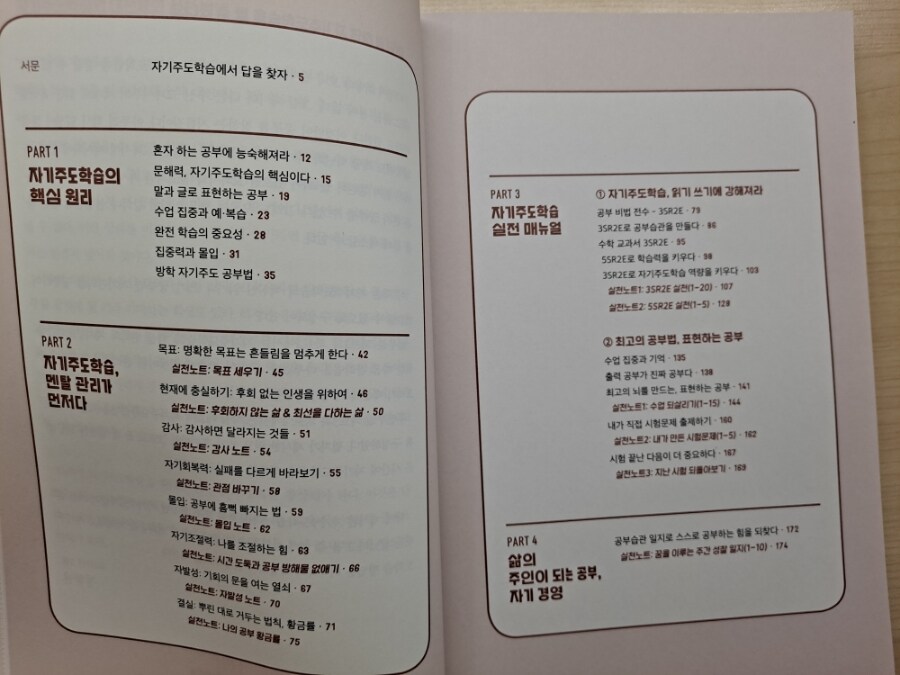 서문
자기주도학습에서 답을 찾자 · 5
PART 1
자기주도학습의
핵심 원리
혼자 하는 공부에 능숙해져라 · 12
문해력, 자기주도학습의 핵심이다 · 15
말과 글로 표현하는 공부 · 19
수업 집중과 예·복습 · 23
완전 학습의 중요성 · 28
집중력과 몰입 · 31
방학 자기주도 공부법 · 35
PART 2
자기주도학습,
멘탈 관리가
먼저다
목표: 명확한 목표는 흔들림을 멈추게 한다 · 42
실전노트: 목표 세우기 · 45
현재에 충실하기: 후회 없는 인생을 위하여 · 46
실전노트: 후회하지 않는 삶 & 최선을 다하는 삶 · 50
감사: 감사하면 달라지는 것들 · 51
실전노트: 감사 노트 · 54
자기회복력: 실패를 다르게 바라보기 · 55
실전노트: 관점 바꾸기 · 58
몰입: 공부에 흠뻑 빠지는 법 · 59
실전노트: 몰입 노트 · 62
자기조절력: 나를 조절하는 힘 · 63
실전노트: 시간 도둑과 공부 방해물 없애기 · 66
자발성: 기회의 문을 여는 열쇠 · 67
실전노트: 자발성 노트 · 70
결실: 뿌린 대로 거두는 법칙, 황금률 · 71
실전노트: 나의 공부 황금률 · 75
PART 3
자기주도학습
실전 매뉴얼
① 자기주도학습, 읽기 쓰기에 강해져라
공부 비법 전수 - 3SR2E · 79
3SR2E로 공부습관을 만들다 · 86
수학 교과서 3SR2E · 95
5SR2E로 학습력을 키우다 · 98
3SR2E로 자기주도학습 역량을 키우다 · 103
실전노트1: 3SR2E 실전(1-20) · 107
실전노트2: 5SR2E 실전(1-5) · 128
② 최고의 공부법, 표현하는 공부
수업 집중과 기억 · 135
출력 공부가 진짜 공부다 · 138
최고의 뇌를 만드는, 표현하는 공부 · 141
실전노트1: 수업 되살리기(1-15) · 144
내가 직접 시험문제 출제하기 · 160
실전노트2: 내가 만든 시험문제(1-5) · 162
시험 끝난 다음이 더 중요하다 · 167
실전노트3: 지난 시험 되돌아보기 · 169
PART 4
삶의
주인이 되는 공부,
자기 경영
공부습관 일지로 스스로 공부하는 힘을 되찾다 · 172
실전노트: 꿈을 이루는 주간 성찰 일지(1-10) · 174